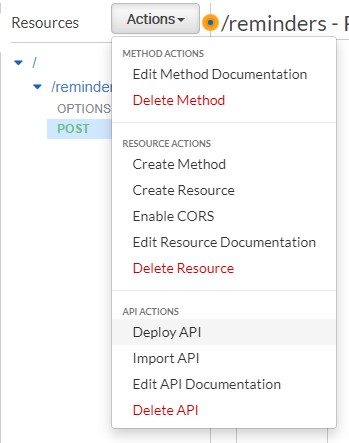 Resources
Actions
/reminders - P
METHOD ACTIONS
Edit Method Documentation
Delete Method
RESOURCE ACTIONS
Create Method
Create Resource
Enable CORS
Edit Resource Documentation
Delete Resource
API ACTIONS
Deploy API
Import API
Edit API Documentation
Delete API
/
/reminder
OPTIONS
POST